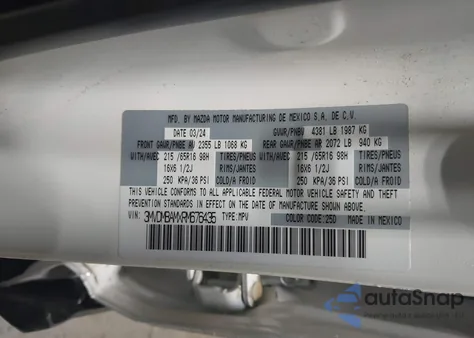 MFD. BY MAZDA MOTOR MANUFACTURING DE MEXICO S.A. DE C.V.
DATE 03/24 GVWR/PNBV 4381 LB 1987 KG
FRONT GAWR/PNBE AV 2355 LB 1068 KG REAR GAWR/PNBE AR 2072 LB 940 KG
WITH/AVEC 215 /65R16 98H TIRES/PNEUS WITH/AVEC 215 /65R16 98H TIRES/PNEUS
16X6 1/2J RIMS/JANTE 16X6 1/2J RIMS/JANTE
250 KPA/36 PSI COLD/A FROID 250 KPA/36 PSI COLD/A FROID
THIS VEHICLE CONFORMS TO ALL APPLICABLE FEDERAL MOTOR VEHICLE SAFETY AND THEFT
PREVENTION STANDARDS IN EFFECT ON THE DATE OF MANUFACTURE SHOWN ABOVE.
VIN: 3MVDMBAMXRM676435 TYPE: MPV COLOR CODE: 25D MADE IN MEXICO
autoSnap